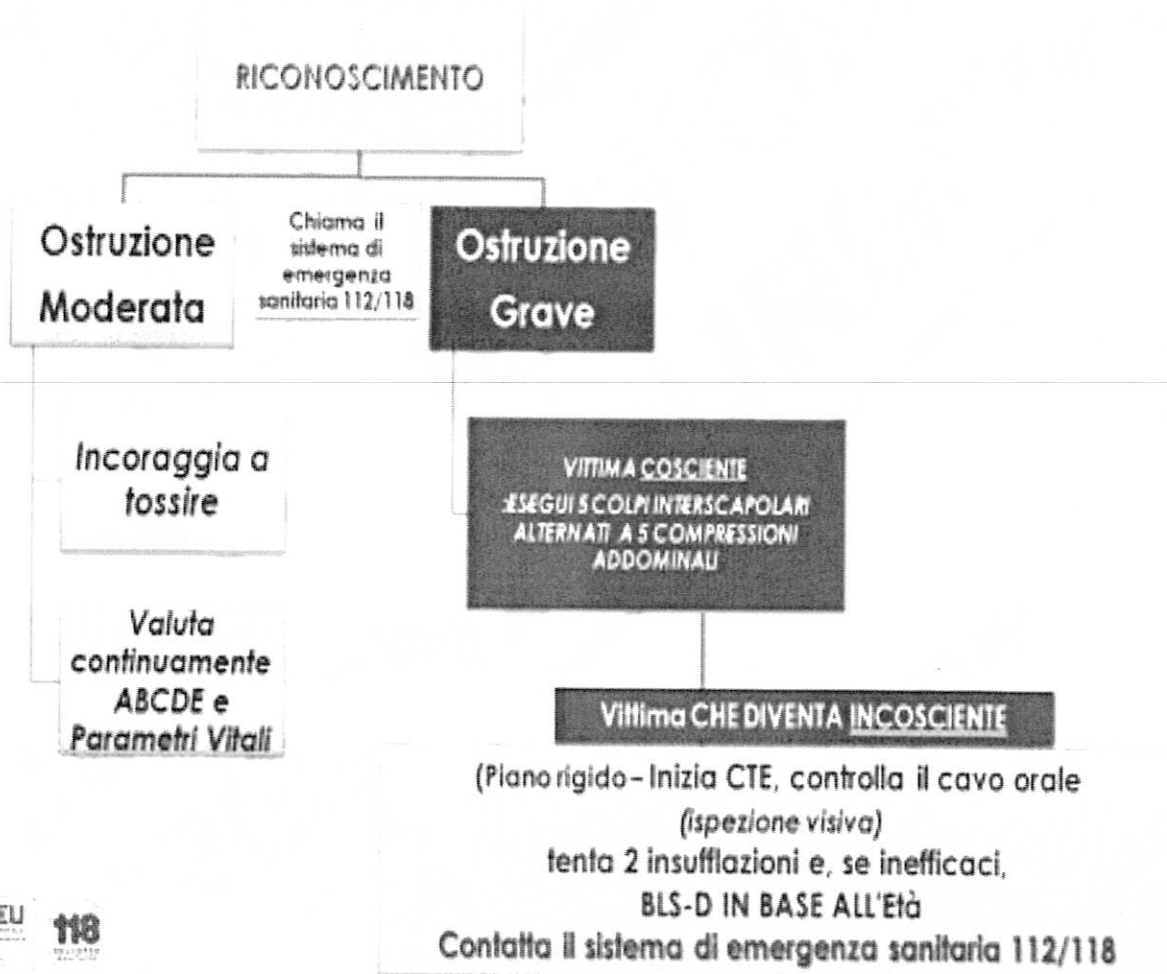 RICONOSCIMENTO
Ostruzione
Moderata
Chiama il
sistema di
emergenza
sanitaria 112/118
Ostruzione
Grave
Incoraggia a
tossire
Valuta
continuamente
ABCDE e
Parametri Vitali
VITTIMA COSCIENTE
:ESEGUI 5 COLPI INTERSCAPOLARI
ALTERNATI A 5 COMPRESSIONI
ADDOMINALI
Vittima CHE DIVENTA INCOSCIENTE
(Piano rigido – Inizia CTE, controlla il cavo orale
(ispezione visiva)
tenta 2 insufflazioni e, se inefficaci,
BLS-D IN BASE ALL'Età
Contatta il sistema di emergenza sanitaria 112/118
EU
118